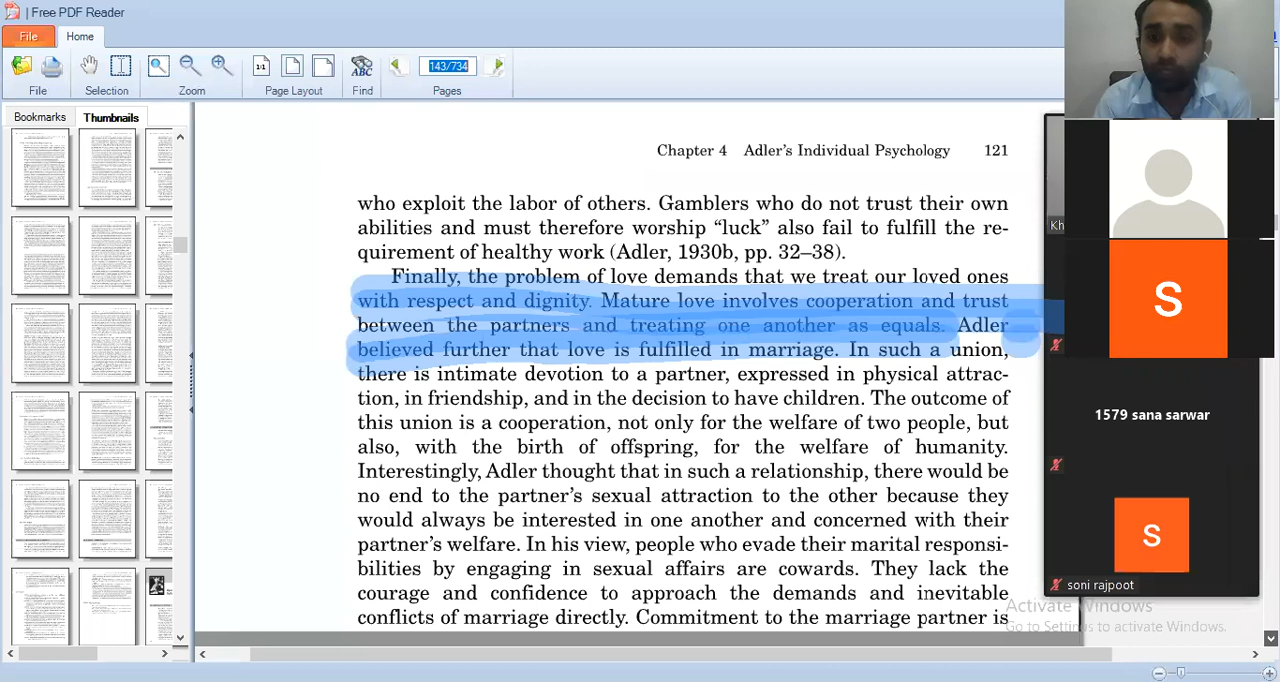 | Free PDF Reader
File
Home
File
Selection
Zoom
1:1
Page Layout
ABC
Find
143/734
Pages
Bookmarks
Thumbnails
Chapter 4 Adler's Individual Psychology 121
who exploit the labor of others. Gamblers who do not trust their own
abilities and must therefore worship “luck” also fail to fulfill the re-
quirement of healthy work (Adler, 1930b, pp. 32–38).
Finally, the problem of love demands that we treat our loved ones
with respect and dignity. Mature love involves cooperation and trust
between the partners and treating one another as equals. Adler
believed further that love is fulfilled in marriage. In such a union,
there is intimate devotion to a partner, expressed in physical attrac-
tion, in friendship, and in the decision to have children. The outcome of
this union is cooperation, not only for the welfare of two people, but
also, with the birth of offspring, for the welfare of humanity.
Interestingly, Adler thought that in such a relationship, there would be
no end to the partner's sexual attraction to the other because they
would always be interested in one another and concerned with their
partner's welfare. In his view, people who evade their marital responsi-
bilities by engaging in sexual affairs are cowards. They lack the
courage and confidence to approach the demands and inevitable
conflicts of marriage directly. Commitment to the marriage partner is
Kh
S
1579 sana sarwar
S
soni rajpoot
Activate Windows
Go to Settings to activate Windows.